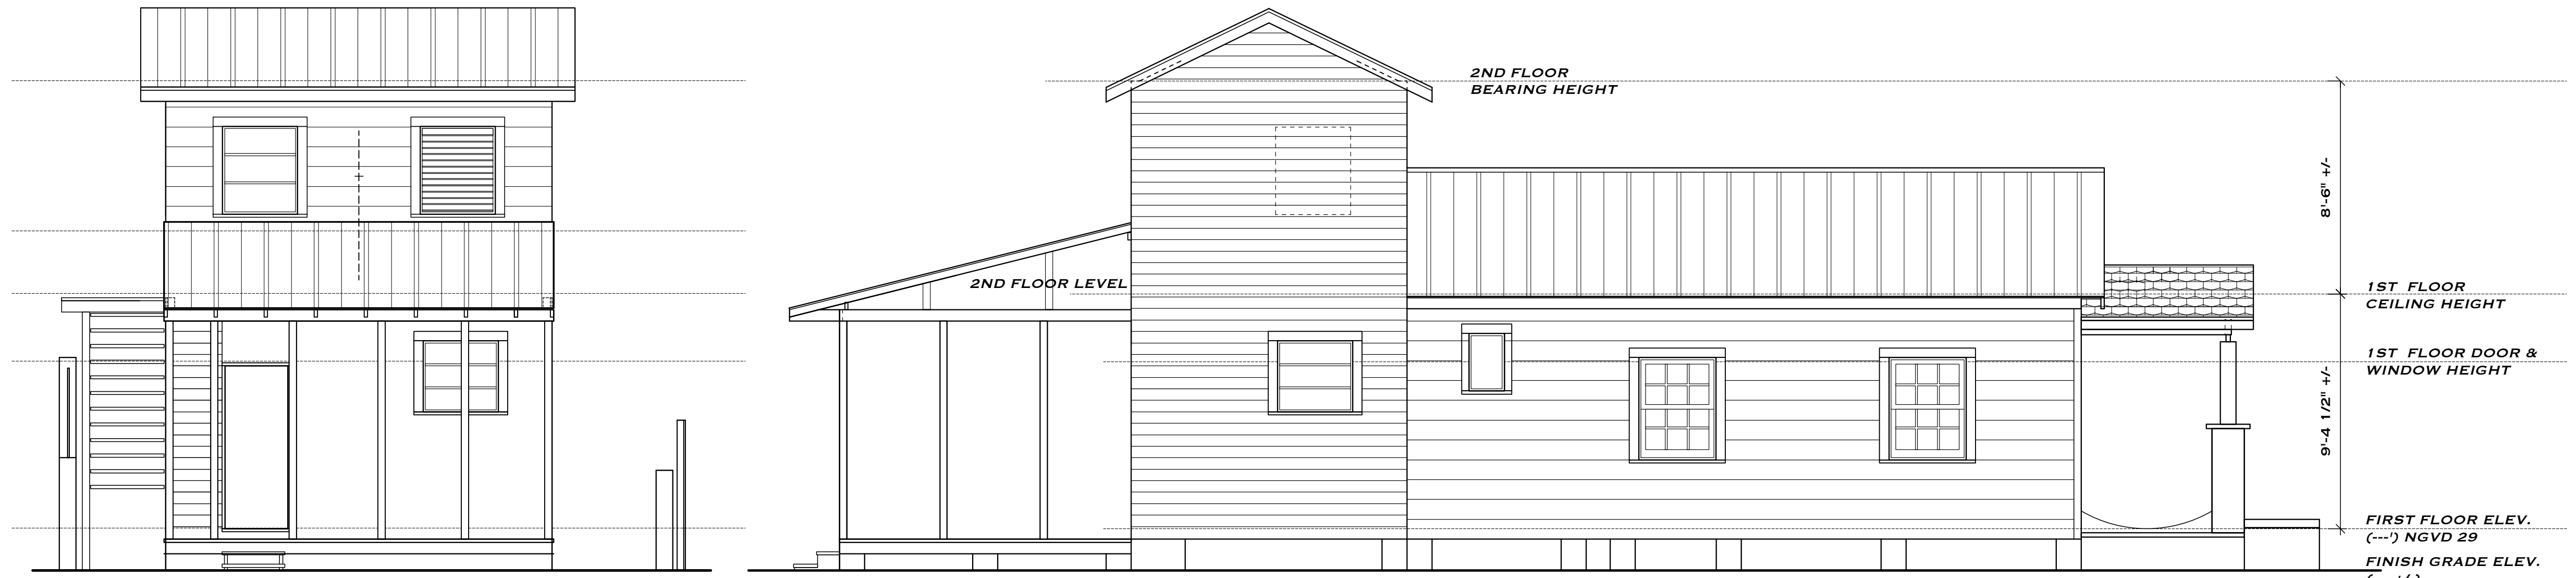 2ND FLOOR
BEARING HEIGHT
8'-6" +/-
2ND FLOOR LEVEL
1ST FLOOR
CEILING HEIGHT
1ST FLOOR DOOR &
WINDOW HEIGHT
9'-4 1/2" +/-
FIRST FLOOR ELEV.
(---') NGVD 29
FINISH GRADE ELEV.